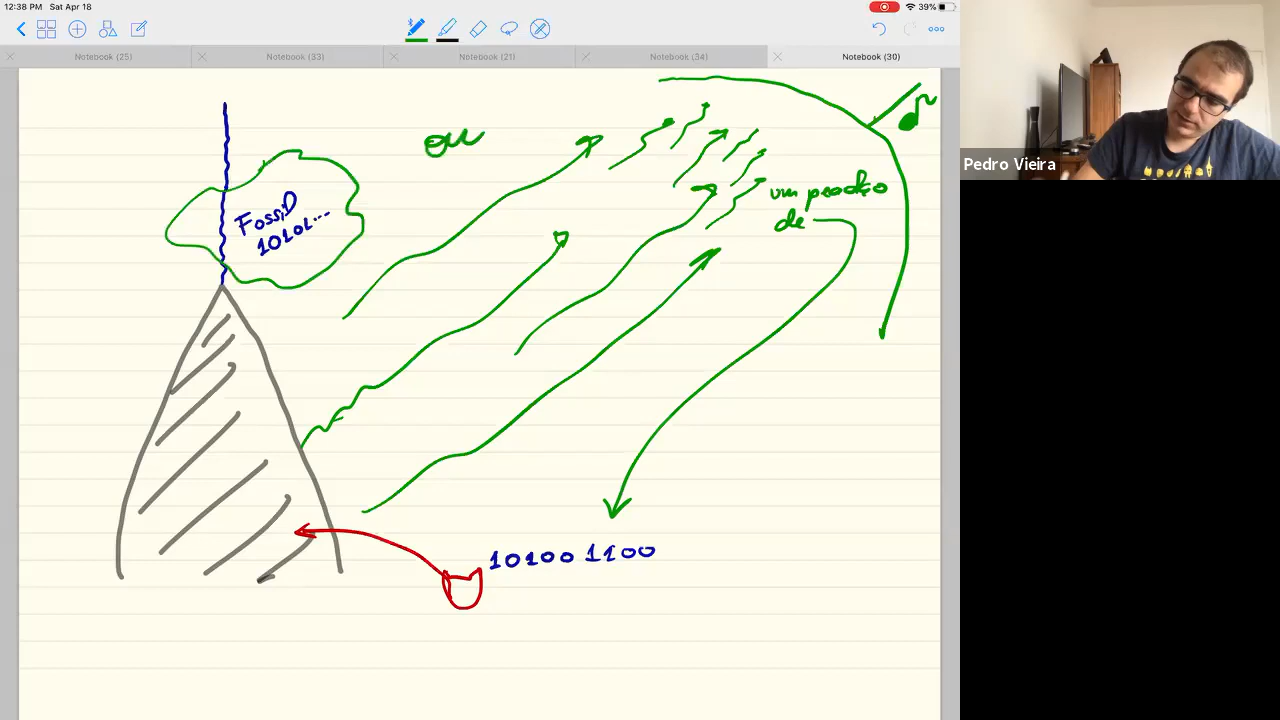 12:38 PM Sat Apr 18
39%
Notebook (25)
Notebook (33)
Notebook (21)
Notebook (34)
Notebook (30)
Pedro Vieira
ou
um pedaço
de
10101...
10100 1100